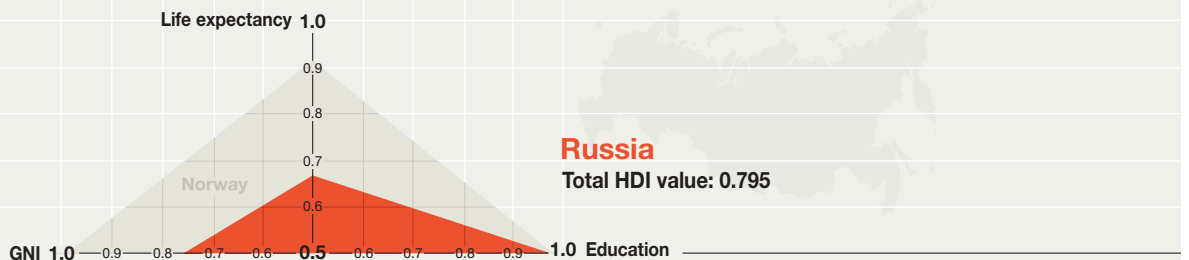 Life expectancy 1.0
0.9
0.8
Russia
0.7
Total HDI value: 0.795
Norway
0.6
GNI 1.0 0.9 0.8 0.7 0.6 0.5 0.6 0.7 0.8 0.9 1.0 Education